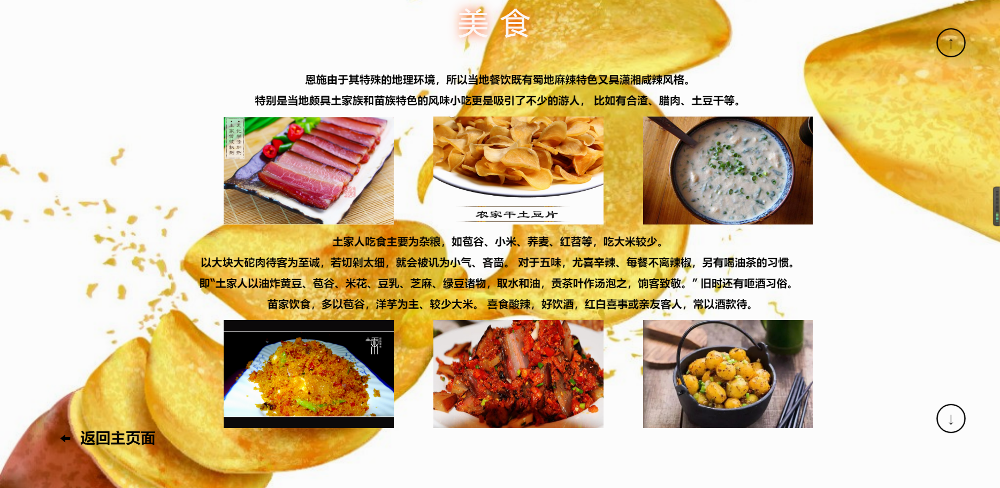 美食
↑
恩施由于其特殊的地理环境，所以当地餐饮既有蜀地麻辣特色又具潇湘咸辣风格。
特别是当地颇具土家族和苗族特色的风味小吃更是吸引了不少的游人， 比如有合渣、腊肉、土豆干等。
无化学添加剂
土家传统秘制
农家干土豆片
土家人吃食主要为杂粮，如苞谷、小米、荞麦、红苕等，吃大米较少。
以大块大砣肉待客为至诚，若切剁太细，就会被讥为小气、吝啬。 对于五味，尤喜辛辣、每餐不离辣椒，另有喝油茶的习惯。
即“土家人以油炸黄豆、苞谷、米花、豆乳、芝麻、绿豆诸物，取水和油，贡茶叶作汤泡之，饷客致敬。” 旧时还有咂酒习俗。
苗家饮食，多以苞谷，洋芋为主、较少大米。 喜食酸辣，好饮酒，红白喜事或亲友客人，常以酒款待。
↓
返回主页面